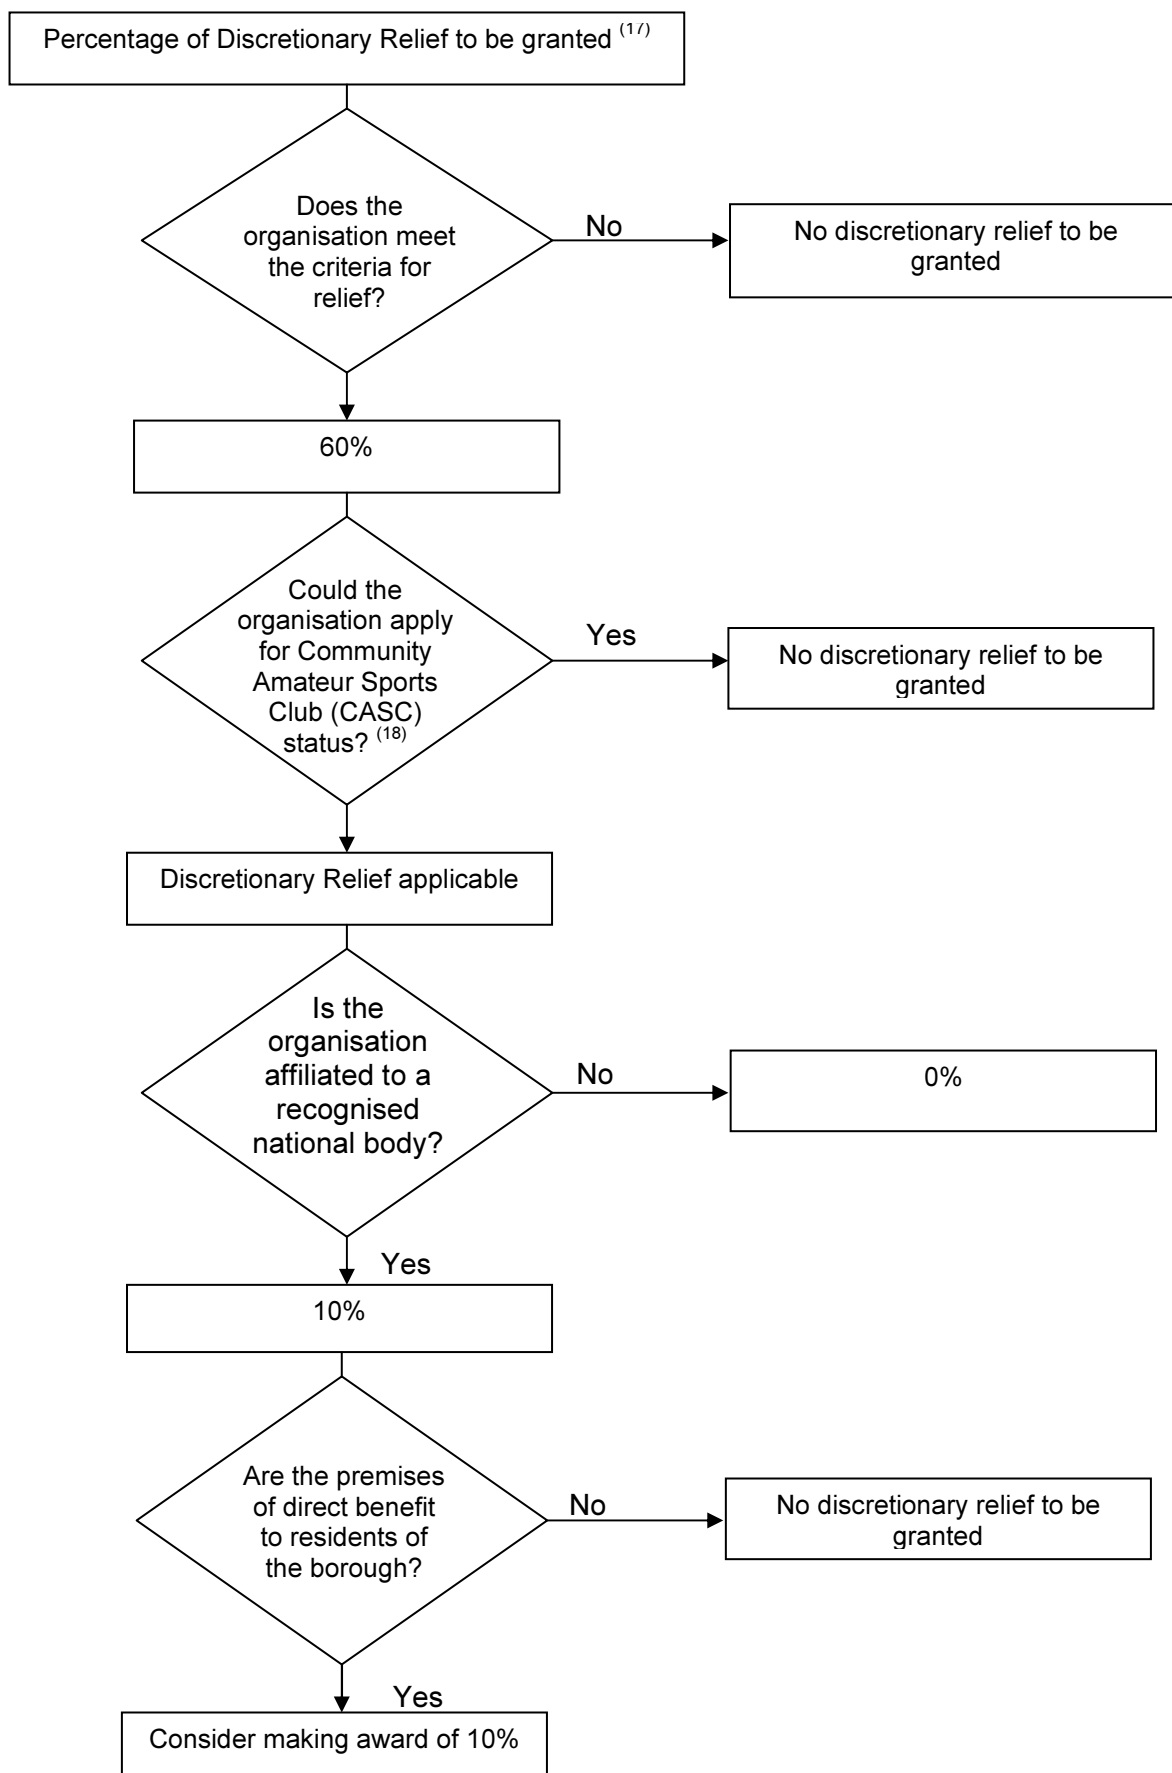 Percentage of Discretionary Relief to be granted (17)
Does the
organisation meet
the criteria for
relief?
No
No discretionary relief to be
granted
60%
Could the
organisation apply
for Community
Amateur Sports
Club (CASC)
status? (18)
Yes
No discretionary relief to be
granted
Discretionary Relief applicable
Is the
organisation
affiliated to a
recognised
national body?
No
0%
Yes
10%
Are the premises
of direct benefit
to residents of
the borough?
No
No discretionary relief to be
granted
Yes
Consider making award of 10%